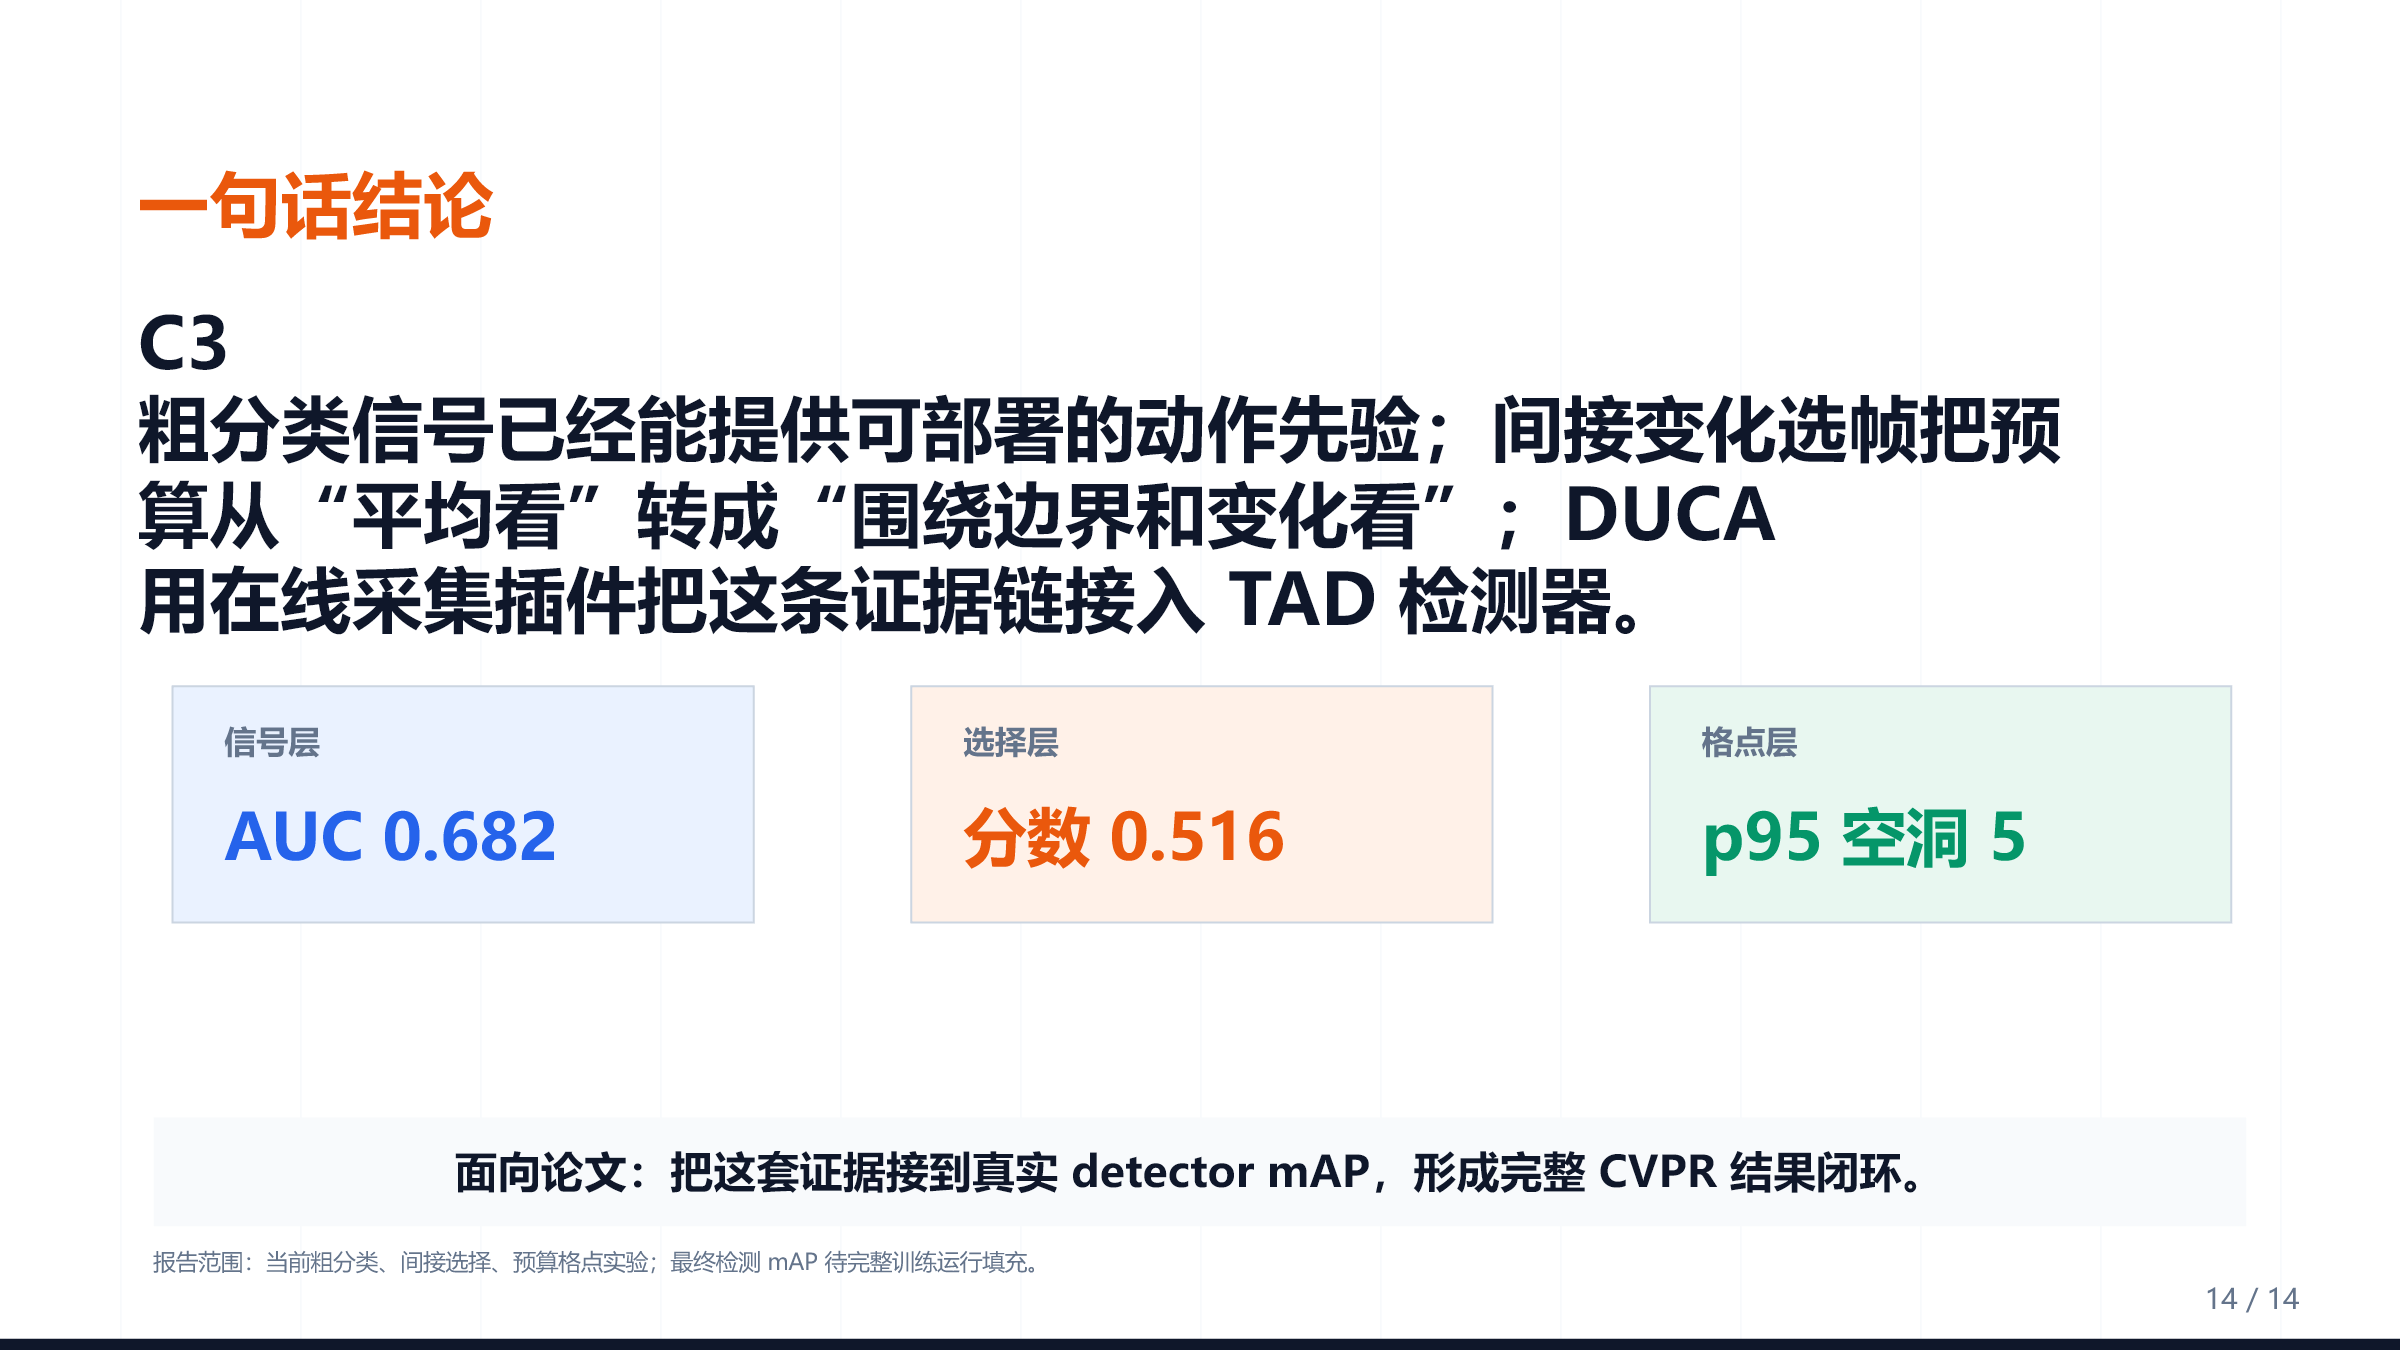 一句话结论
C3
粗分类信号已经能提供可部署的动作先验；间接变化选帧把预
算从“平均看”转成“围绕边界和变化看”；DUCA
用在线采集插件把这条证据链接入 TAD 检测器。
信号层
AUC 0.682
选择层
分数 0.516
格点层
p95 空洞 5
面向论文：把这套证据接到真实 detector mAP，形成完整 CVPR 结果闭环。
报告范围：当前粗分类、间接选择、预算格点实验；最终检测 mAP 待完整训练运行填充。
14 / 14